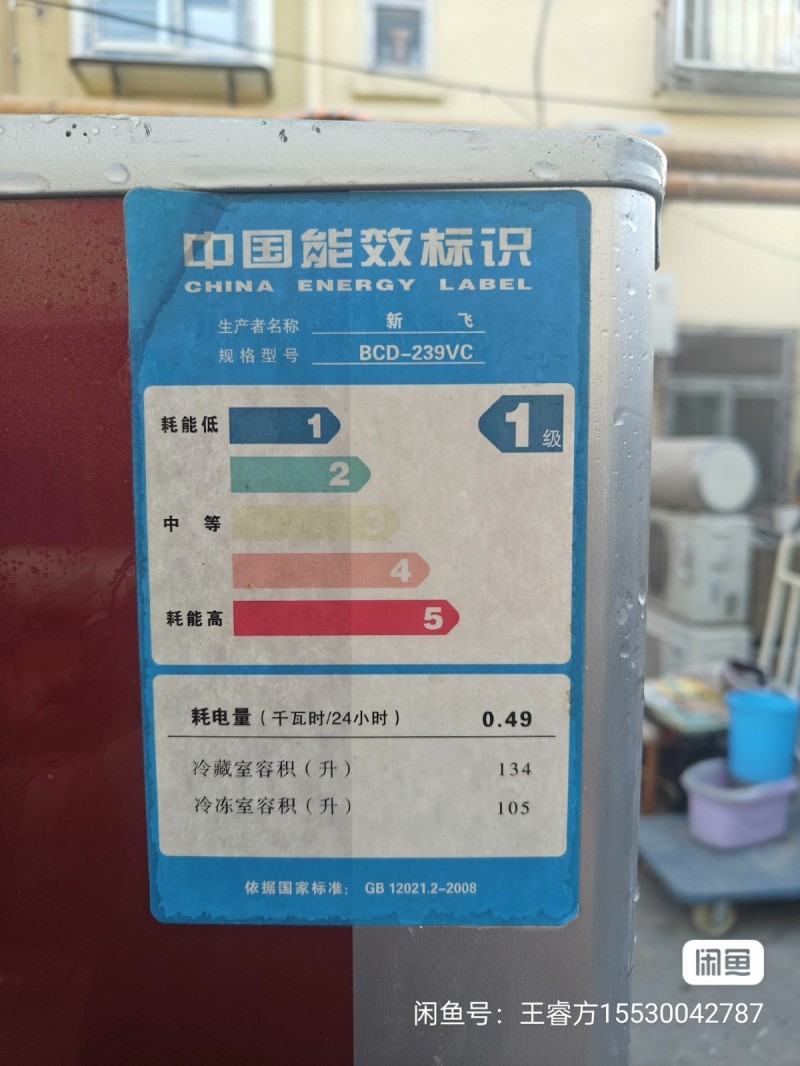 中国能效标识
CHINA ENERGY LABEL
生产者名称 新 飞
规格型号 BCD-239VC
耗能低 1 1级
2
中 等 3
4
耗能高 5
耗电量（千瓦时/24小时） 0.49
冷藏室容积（升） 134
冷冻室容积（升） 105
依据国家标准： GB 12021.2-2008
闲鱼
闲鱼号：王睿方15530042787